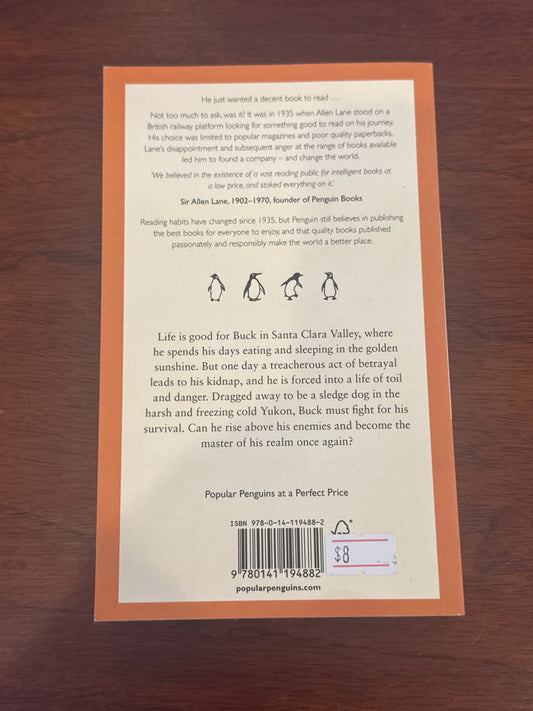 He just wanted a decent book to read ...
Not too much to ask, was it? It was in 1935 when Allen Lane stood on a
British railway platform looking for something good to read on his journey.
His choice was limited to popular magazines and poor quality paperbacks.
Lane's disappointment and subsequent anger at the range of books available
led him to found a company – and change the world.
'We believed in the existence of a vast reading public for intelligent books at
a low price, and staked everything on it.'
Sir Allen Lane, 1902–1970, founder of Penguin Books
Reading habits have changed since 1935, but Penguin still believes in publishing
the best books for everyone to enjoy, and that quality books published
passionately and responsibly make the world a better place.
Life is good for Buck in Santa Clara Valley, where
he spends his days eating and sleeping in the golden
sunshine. But one day a treacherous act of betrayal
leads to his kidnap, and he is forced into a life of toil
and danger. Dragged away to be a sledge dog in the
harsh and freezing cold Yukon, Buck must fight for his
survival. Can he rise above his enemies and become the
master of his realm once again?
Popular Penguins at a Perfect Price
ISBN 978-0-14-119488-2
$8
9 780141 194882
popularpenguins.com